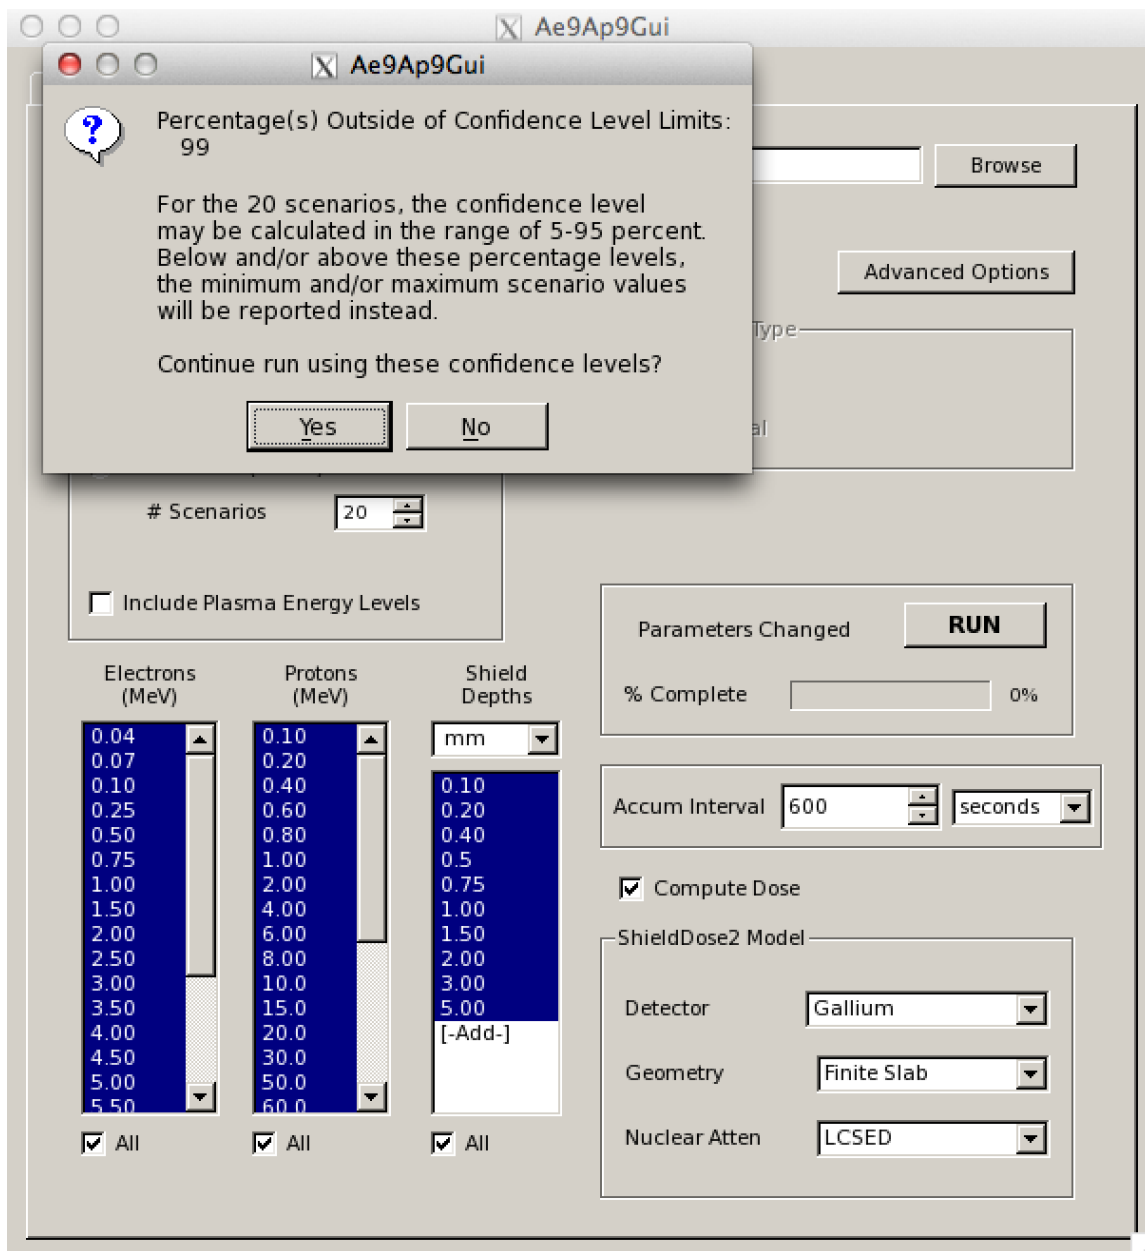 Ae9Ap9Gui
Ae9Ap9Gui
Percentage(s) Outside of Confidence Level Limits:
99
For the 20 scenarios, the confidence level
may be calculated in the range of 5-95 percent.
Below and/or above these percentage levels,
the minimum and/or maximum scenario values
will be reported instead.
Continue run using these confidence levels?
Yes
No
Browse
Advanced Options
Type
al
# Scenarios
20
Include Plasma Energy Levels
Parameters Changed
RUN
% Complete
0%
Electrons
(MeV)
0.04
0.07
0.10
0.25
0.50
0.75
1.00
1.50
2.00
2.50
3.00
3.50
4.00
4.50
5.00
5.50
All
Protons
(MeV)
0.10
0.20
0.40
0.60
0.80
1.00
2.00
4.00
6.00
8.00
10.0
15.0
20.0
30.0
50.0
60.0
All
Shield
Depths
mm
0.10
0.20
0.40
0.5
0.75
1.00
1.50
2.00
3.00
5.00
[-Add-]
All
Accum Interval
600
seconds
Compute Dose
ShieldDose2 Model
Detector
Gallium
Geometry
Finite Slab
Nuclear Atten
LCSED